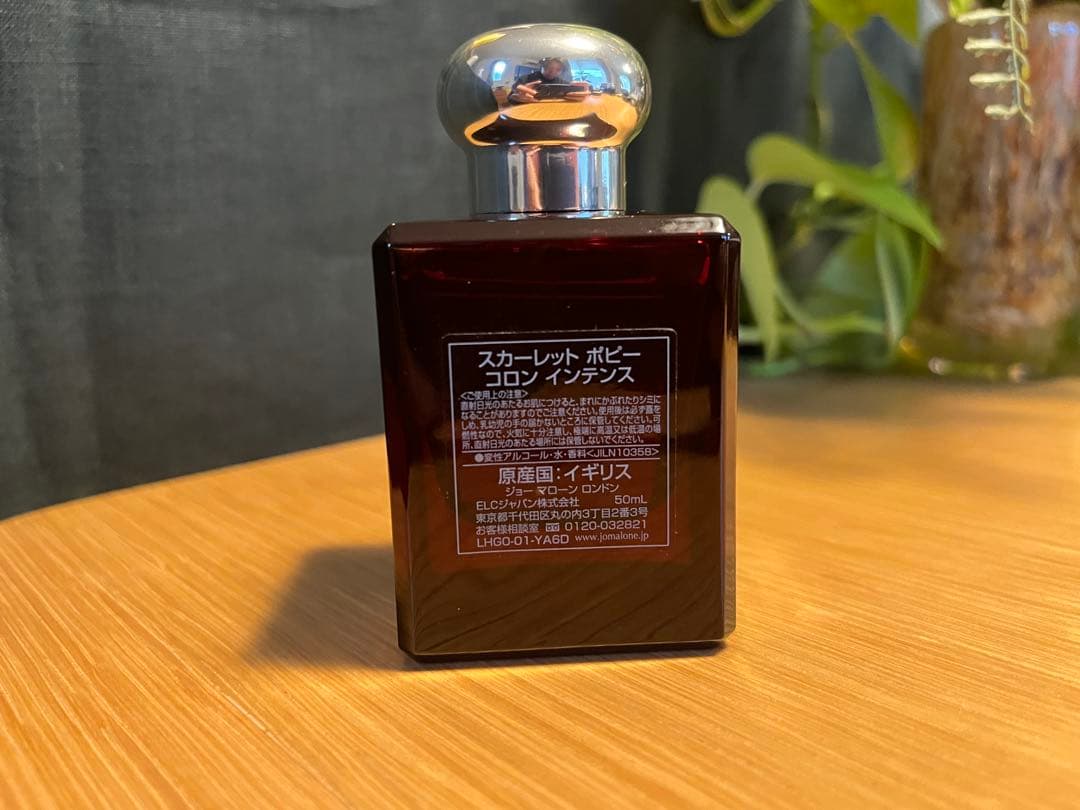 スカーレット ポピー
コロン インテンス
<ご使用上の注意>
直射日光のあたるお肌につけると、まれにかぶれたりシミに
なることがありますのでご注意ください。使用後は必ず蓋を
しめ、乳幼児の手の届かないところに保管してください。可
燃性なので、火気に十分注意し、極端に高温又は低温の場
所、直射日光のあたる場所には保管しないでください。
●変性アルコール・水・香料<JILN10358>
原産国:イギリス
ジョー マローン ロンドン
ELCジャパン株式会社 50mL
東京都千代田区丸の内3丁目2番3号
お客様相談室 0120-032821
LHG0-01-YA6D www.jomalone.jp